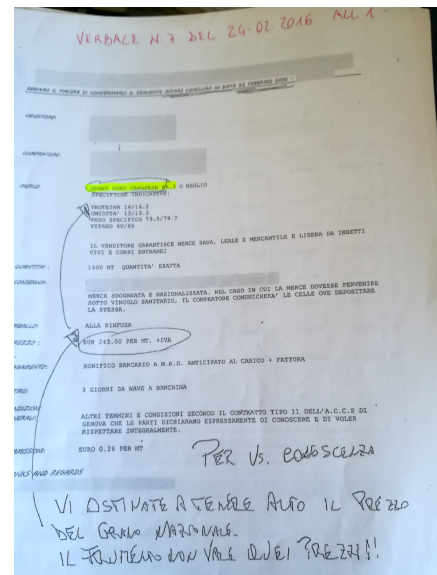 VERBALE N. 7 DEL 24-02-2016 ALL 1-
ABBIAMO IL PIACERE DI CONFERMARVI IL SEGUENTE AFFARE CONCLUSO IN DATA 22 FEBBRAIO 2016 -
VENDITORE:
COMPRATORE:
MERCE: GRANO DURO CANADESE NR.3 O MEGLIO
SPECIFICHE INDICATIVE:
PROTEINA 16/16.2
UMIDITA' 13/13.2
PESO SPECIFICO 79.5/79.7
VITREO 60/65
IL VENDITORE GARANTISCE MERCE SANA, LEALE E MERCANTILE E LIBERA DA INSETTI
VIVI E CORPI ESTRANEI
QUANTITA': 1400 MT QUANTITA' ESATTA
CONSEGNA:
MERCE SDOGANATA E NAZIONALIZZATA. NEL CASO IN CUI LA MERCE DOVESSE PERVENIRE
SOTTO VINCOLO SANITARIO, IL COMPRATORE COMUNICHERA' LE CELLE OVE DEPOSITARE
LA STESSA.
ALLA RINFUSA
EUR 243.00 PER MT. +IVA
BONIFICO BANCARIO A M.A.D. ANTICIPATO AL CARICO + FATTURA
3 GIORNI DA NAVE A BANCHINA
ALTRI TERMINI E CONDIZIONI SECONDO IL CONTRATTO TIPO 11 DELL'A.C.C.S DI
GENOVA CHE LE PARTI DICHIARANO ESPRESSAMENTE DI CONOSCERE E DI VOLER
RISPETTARE INTEGRALMENTE.
EURO 0.26 PER MT
PER VS. CONOSCENZA
AND REGARDS
VI OSTINATE A TENERE ALTO IL PREZZO
DEL GRANO NAZIONALE.
IL FRUMENTO NON VALE QUEI PREZZI!!